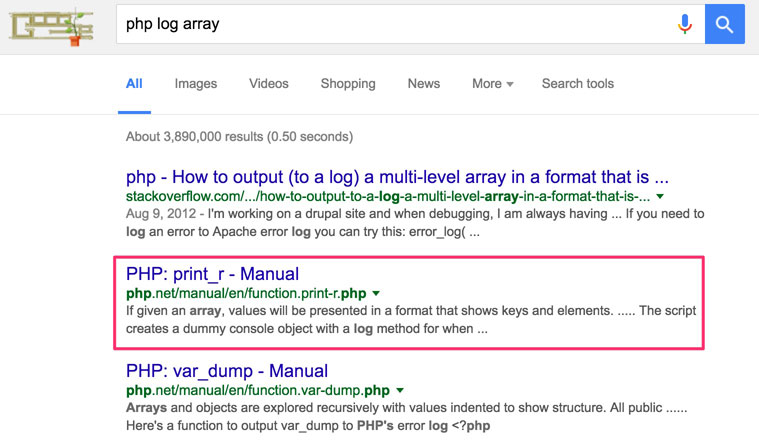 php log array
All Images Videos Shopping News More Search tools
About 3,890,000 results (0.50 seconds)
php - How to output (to a log) a multi-level array in a format that is ...
stackoverflow.com/.../how-to-output-to-a-log-a-multi-level-array-in-a-format-that-is-...
Aug 9, 2012 - I'm working on a drupal site and when debugging, I am always having ... If you need to
log an error to Apache error log you can try this: error_log( ...
PHP: print_r - Manual
php.net/manual/en/function.print-r.php
If given an array, values will be presented in a format that shows keys and elements. ..... The script
creates a dummy console object with a log method for when ...
PHP: var_dump - Manual
php.net/manual/en/function.var-dump.php
Arrays and objects are explored recursively with values indented to show structure. All public ......
Here's a function to output var_dump to PHP's error log <?php